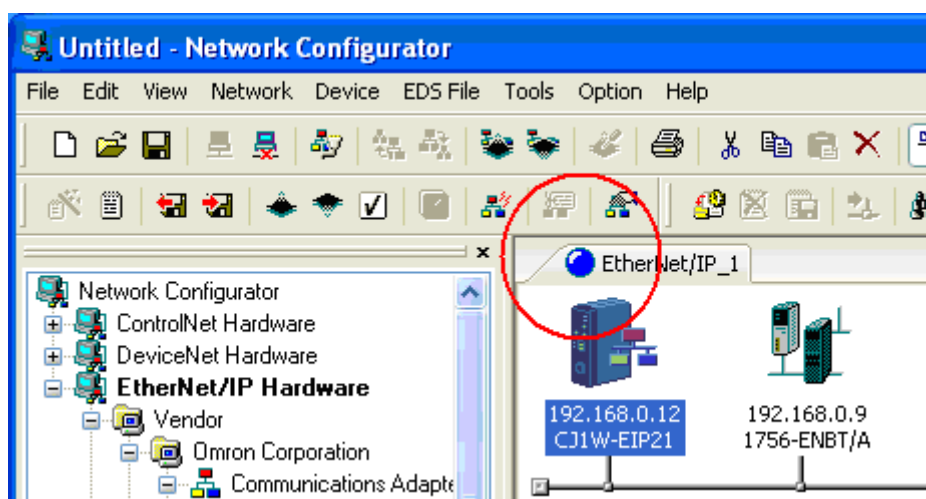 Untitled - Network Configurator
File Edit View Network Device EDS File Tools Option Help
EtherNet/IP_1
Network Configurator
ControlNet Hardware
DeviceNet Hardware
EtherNet/IP Hardware
Vendor
Omron Corporation
Communications Adapte
192.168.0.12
CJ1W-EIP21
192.168.0.9
1756-ENBT/A